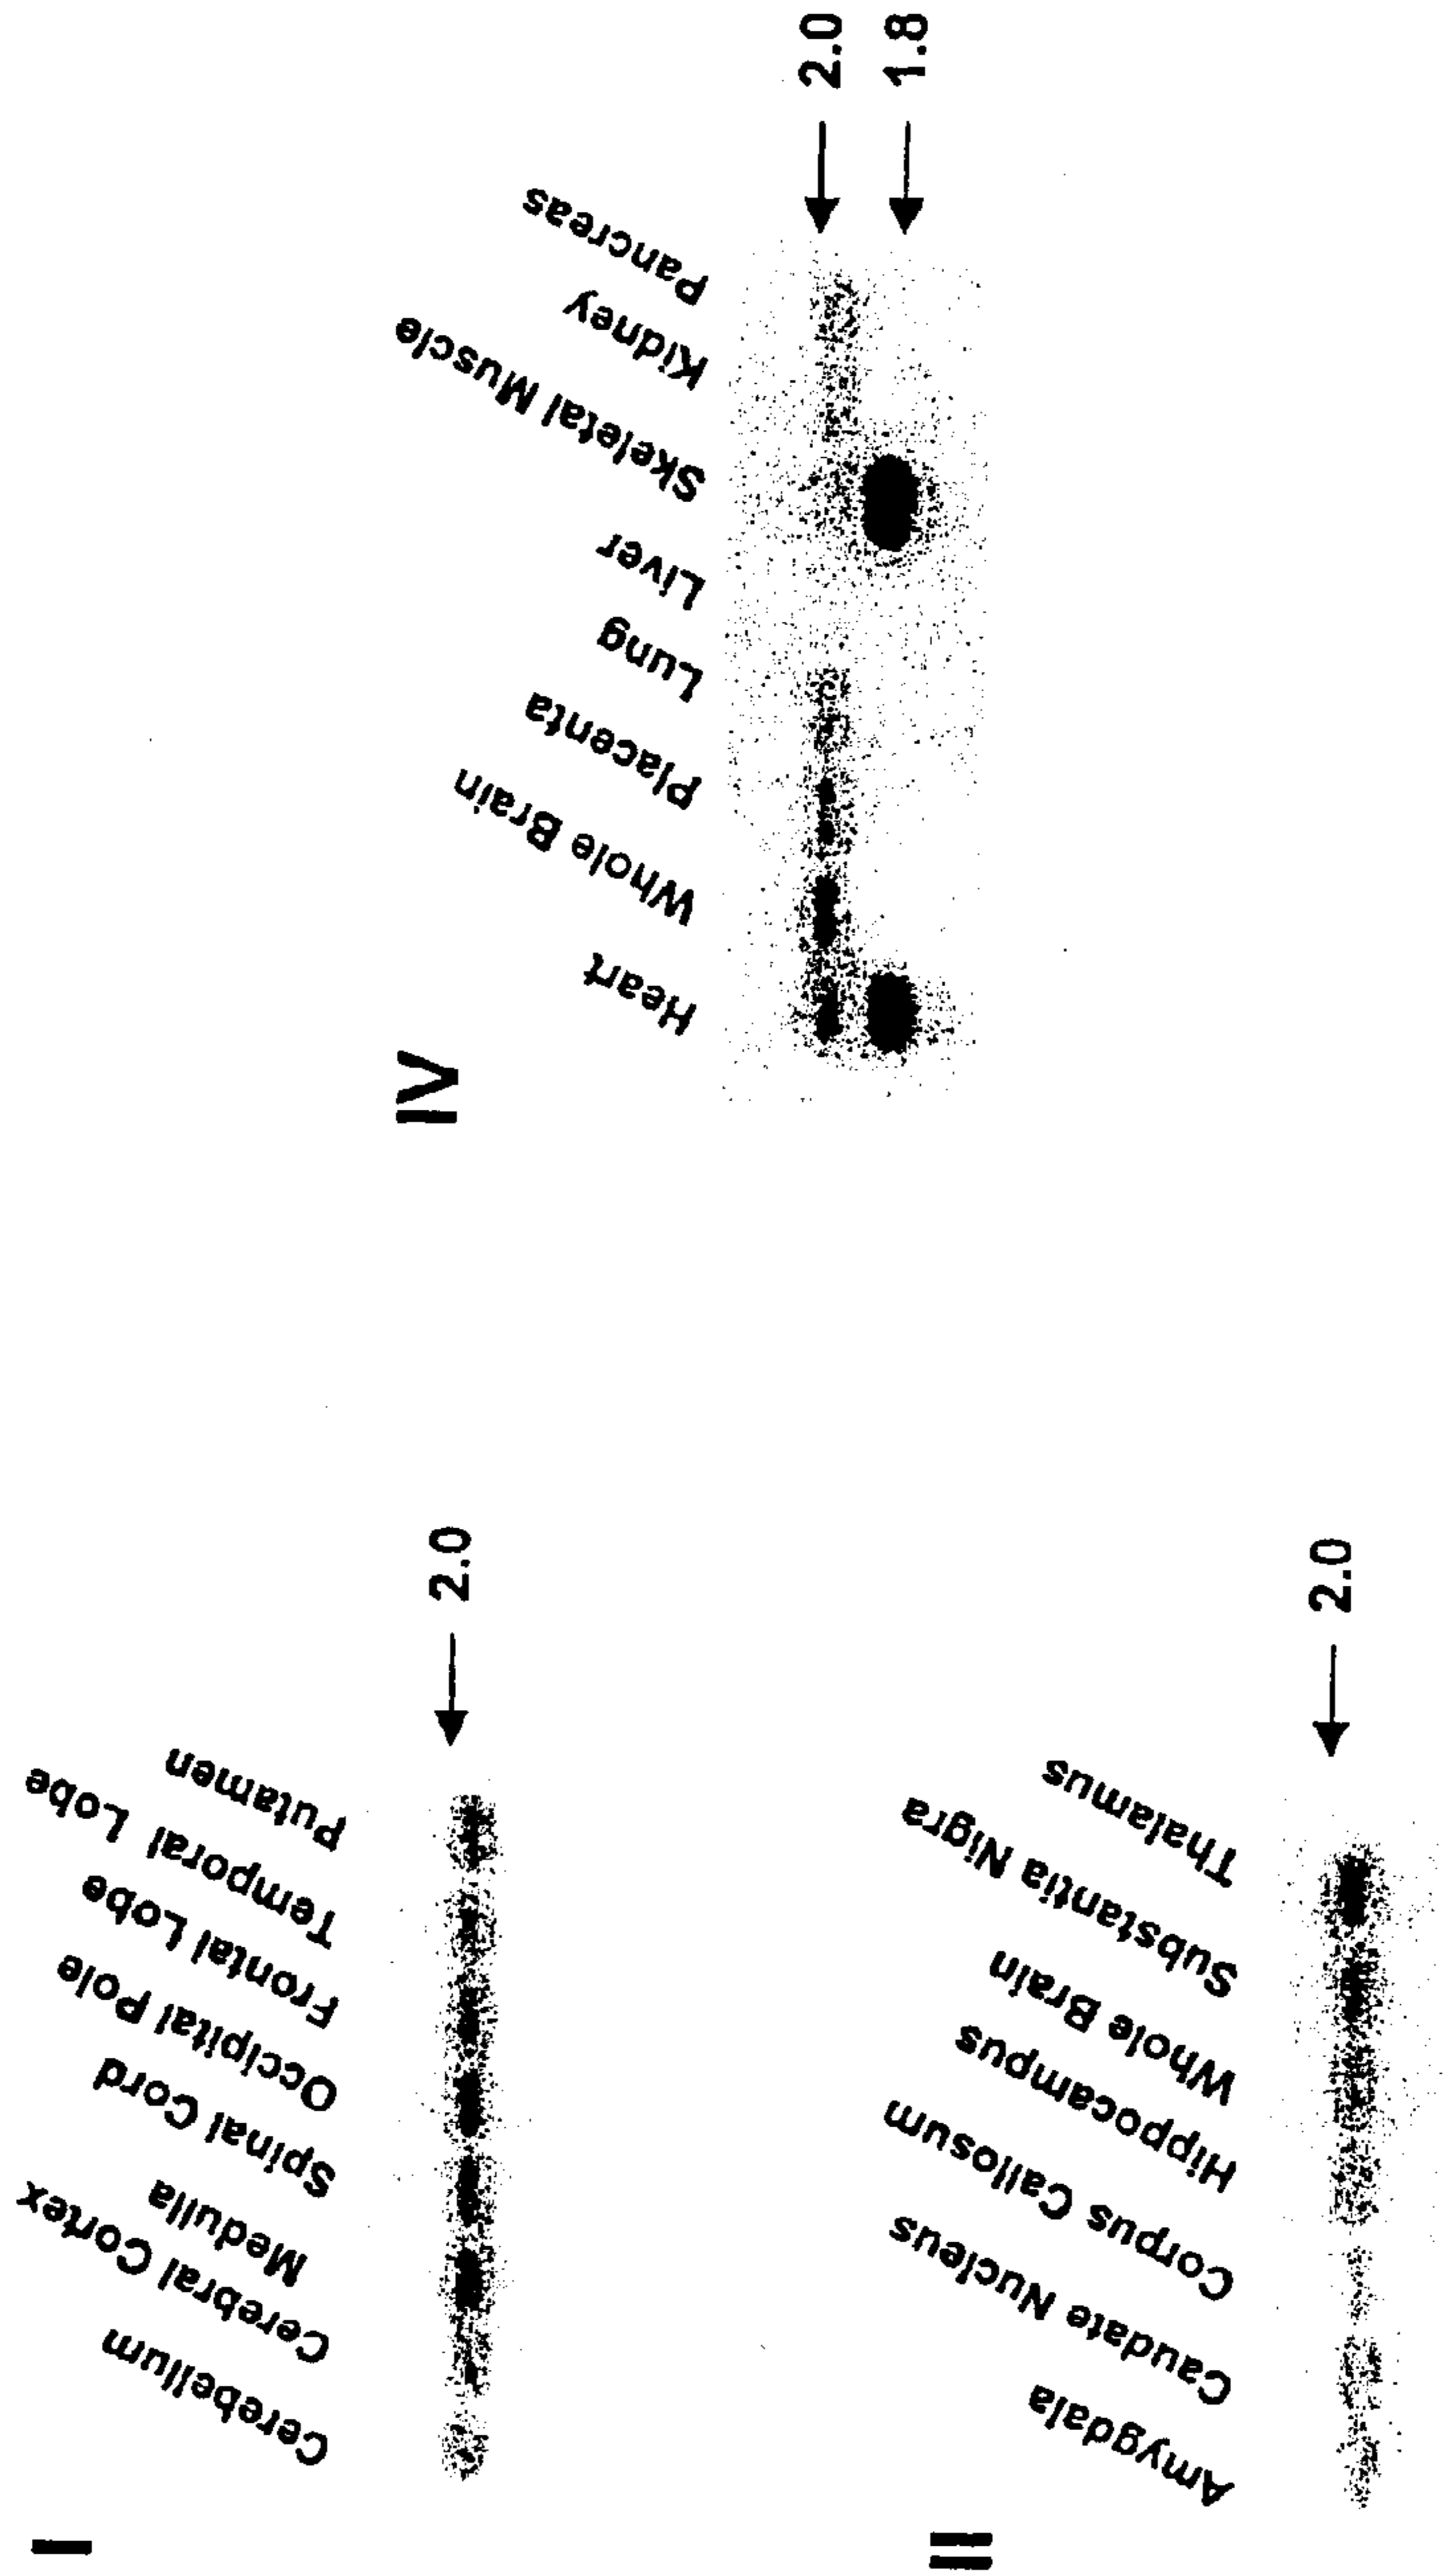 I
Cerebellum
Cerebral Cortex
Medulla
Spinal Cord
Occipital Pole
Frontal Lobe
Temporal Lobe
Putamen
2.0
II
Amygdala
Caudate Nucleus
Corpus Callosum
Hippocampus
Whole Brain
Substantia Nigra
Thalamus
2.0
IV
Heart
Whole Brain
Placenta
Lung
Liver
Skeletal Muscle
Kidney
Pancreas
2.0
1.8